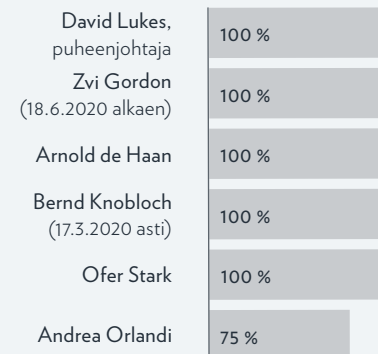 David Lukes,
puheenjohtaja
100 %
Zvi Gordon
(18.6.2020 alkaen)
100 %
Arnold de Haan
100 %
Bernd Knobloch
(17.3.2020 asti)
100 %
Ofer Stark
100 %
Andrea Orlandi
75 %